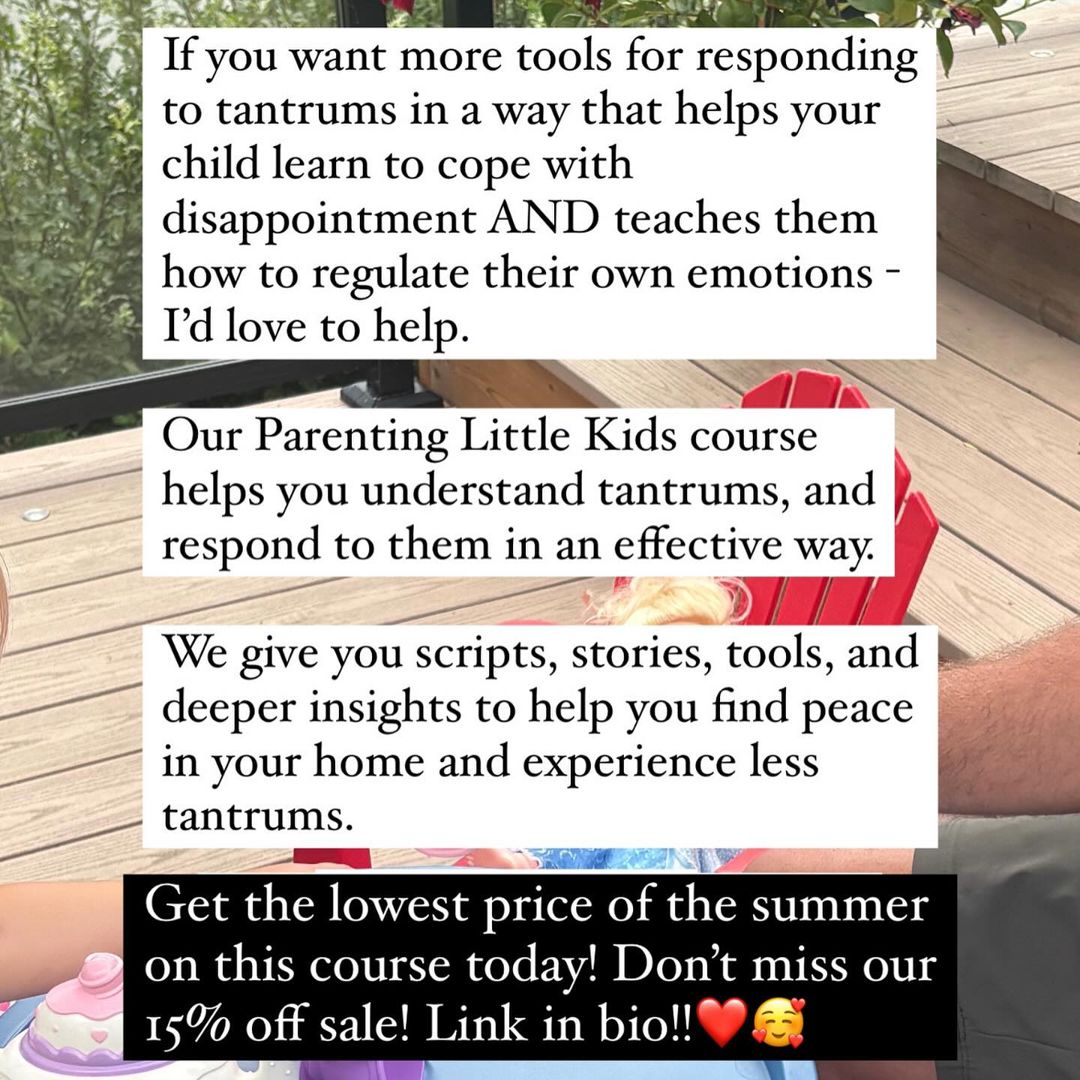 If you want more tools for responding
to tantrums in a way that helps your
child learn to cope with
disappointment AND teaches them
how to regulate their own emotions -
I’d love to help.
Our Parenting Little Kids course
helps you understand tantrums, and
respond to them in an effective way.
We give you scripts, stories, tools, and
deeper insights to help you find peace
in your home and experience less
tantrums.
Get the lowest price of the summer
on this course today! Don’t miss our
15% off sale! Link in bio!!❤️🥰